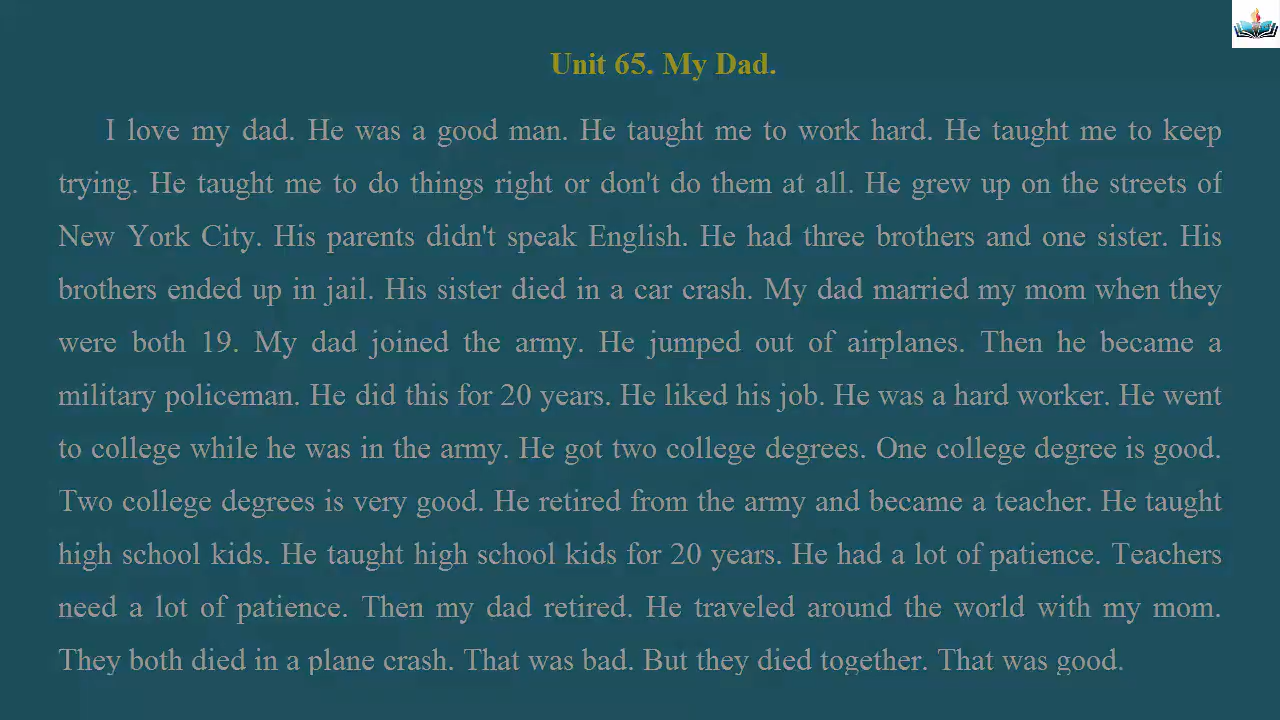 Unit 65. My Dad.
I love my dad. He was a good man. He taught me to work hard. He taught me to keep
trying. He taught me to do things right or don't do them at all. He grew up on the streets of
New York City. His parents didn't speak English. He had three brothers and one sister. His
brothers ended up in jail. His sister died in a car crash. My dad married my mom when they
were both 19. My dad joined the army. He jumped out of airplanes. Then he became a
military policeman. He did this for 20 years. He liked his job. He was a hard worker. He went
to college while he was in the army. He got two college degrees. One college degree is good.
Two college degrees is very good. He retired from the army and became a teacher. He taught
high school kids. He taught high school kids for 20 years. He had a lot of patience. Teachers
need a lot of patience. Then my dad retired. He traveled around the world with my mom.
They both died in a plane crash. That was bad. But they died together. That was good.